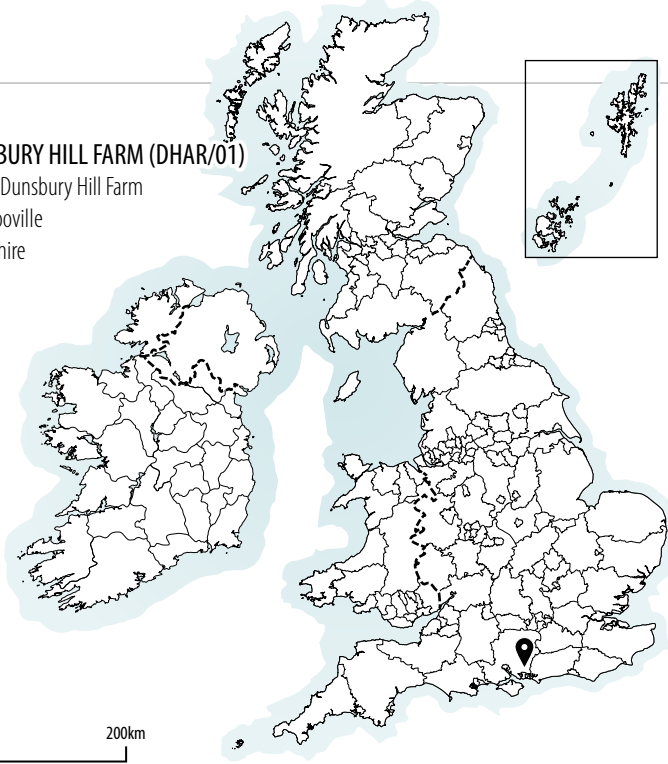 BURY HILL FARM (DHAR/01)
Dunsbury Hill Farm
oville
hire
200km